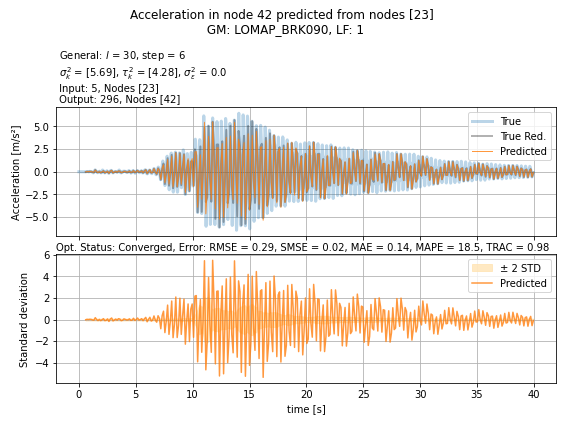 Acceleration in node 42 predicted from nodes [23]
GM: LOMAP_BRK090, LF: 1
General: l = 30, step = 6
σ²ₖ = [5.69], τ²ₖ = [4.28], σ²ε = 0.0
Input: 5, Nodes [23]
Output: 296, Nodes [42]
Acceleration [m/s²]
5.0
2.5
0.0
−2.5
−5.0
True
True Red.
Predicted
Opt. Status: Converged, Error: RMSE = 0.29, SMSE = 0.02, MAE = 0.14, MAPE = 18.5, TRAC = 0.98
Standard deviation
6
4
2
0
−2
−4
± 2 STD
Predicted
0 5 10 15 20 25 30 35 40
time [s]